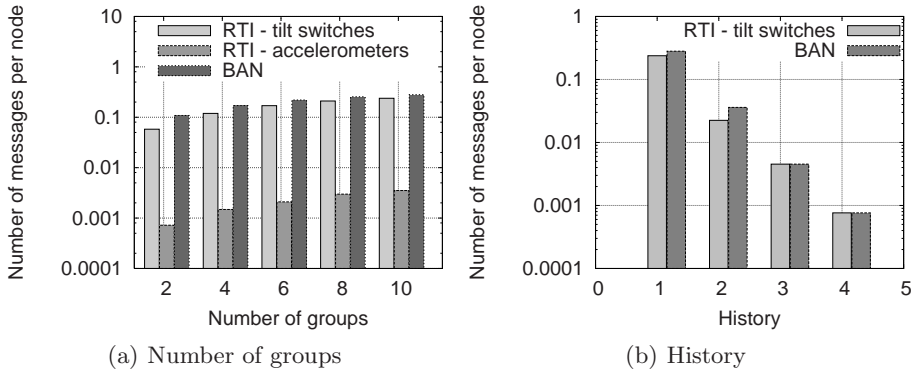 Number of messages per node
10
1
0.1
0.01
0.001
0.0001
RTI - tilt switches
RTI - accelerometers
BAN
2 4 6 8 10
Number of groups
(a) Number of groups
Number of messages per node
1
0.1
0.01
0.001
0.0001
RTI - tilt switches
BAN
0 1 2 3 4 5
History
(b) History